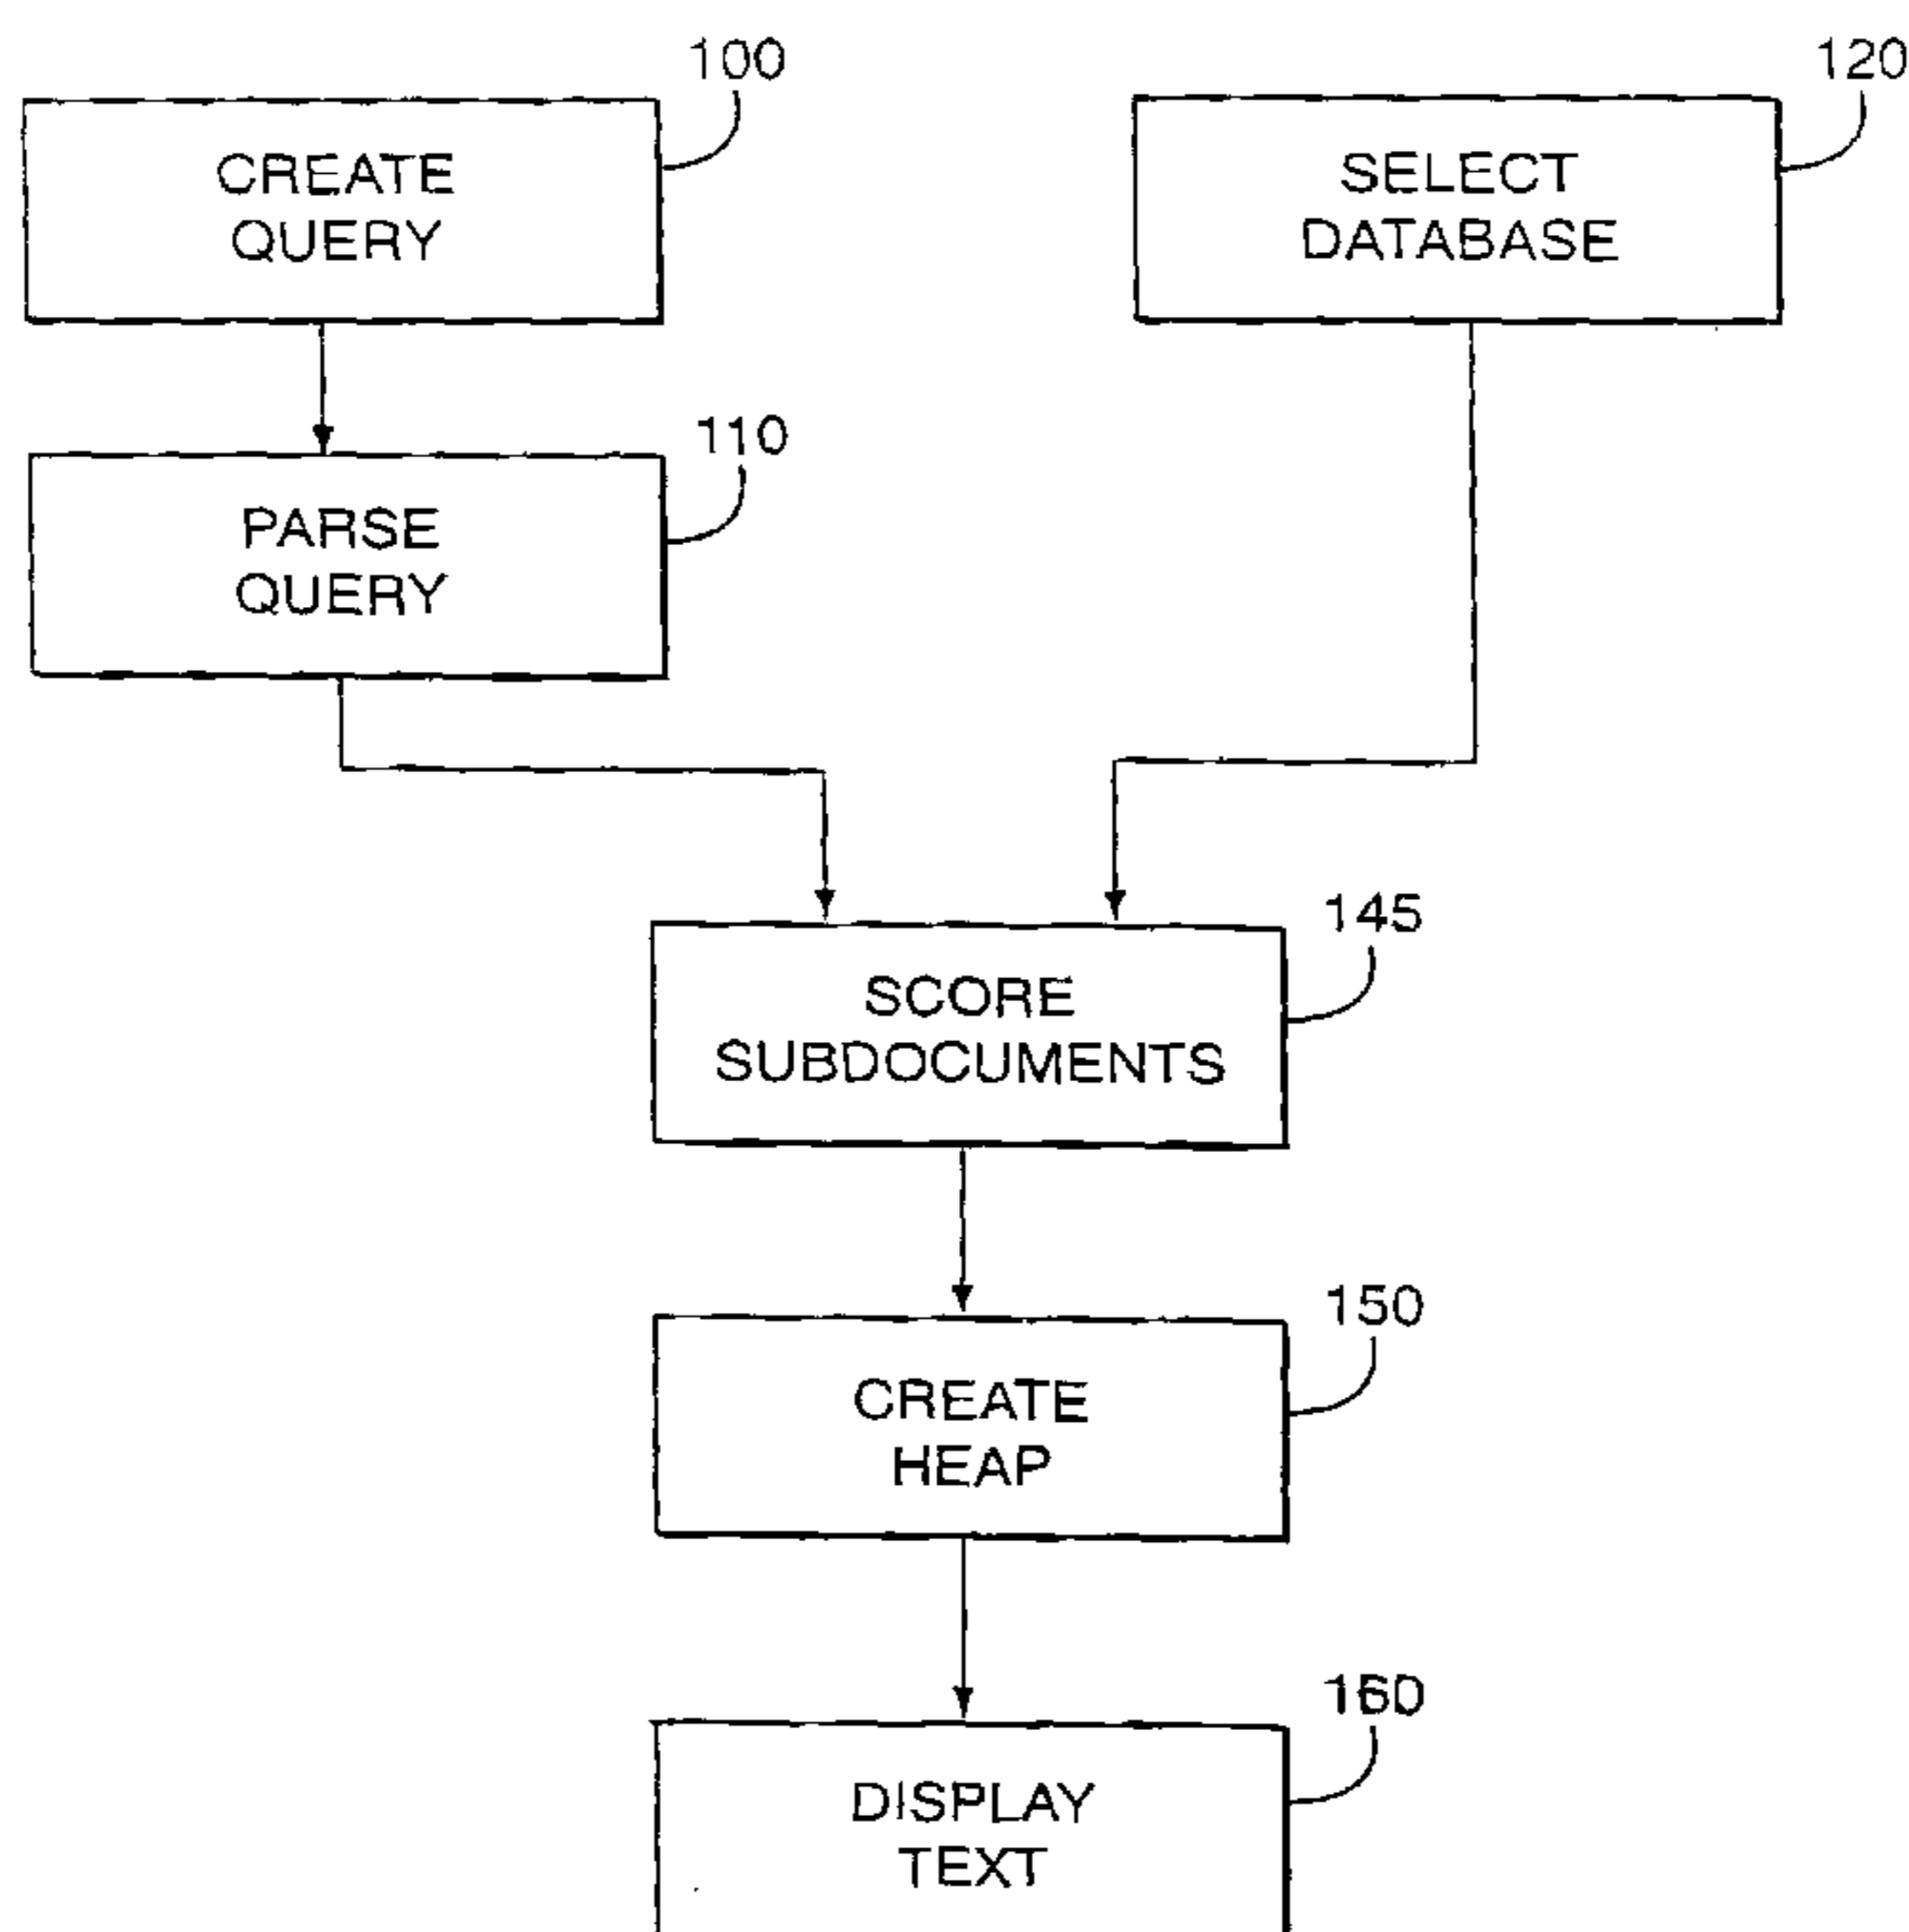 100
CREATE
QUERY
120
SELECT
DATABASE
110
PARSE
QUERY
145
SCORE
SUBDOCUMENTS
150
CREATE
HEAP
160
DISPLAY
TEXT